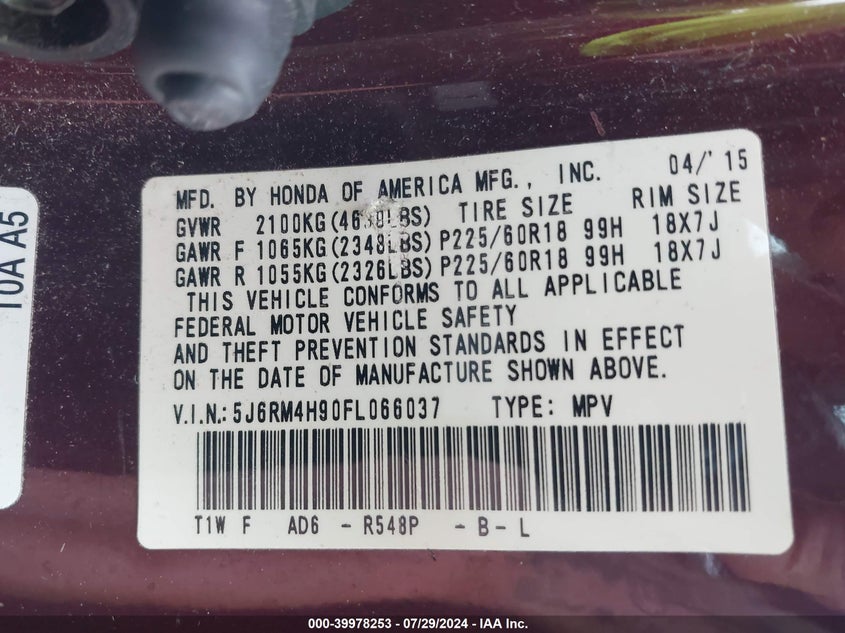 MFD. BY HONDA OF AMERICA MFG., INC. 04/'15
GVWR 2100KG(4630LBS) TIRE SIZE RIM SIZE
GAWR F 1065KG(2348LBS) P225/60R18 99H 18X7J
GAWR R 1055KG(2326LBS) P225/60R18 99H 18X7J
THIS VEHICLE CONFORMS TO ALL APPLICABLE
FEDERAL MOTOR VEHICLE SAFETY
AND THEFT PREVENTION STANDARDS IN EFFECT
ON THE DATE OF MANUFACTURE SHOWN ABOVE.
V.I.N.: 5J6RM4H90FL066037 TYPE: MPV
T1W F AD6 - R548P - B - L
10A A5
000-39978253 - 07/29/2024 - IAA Inc.